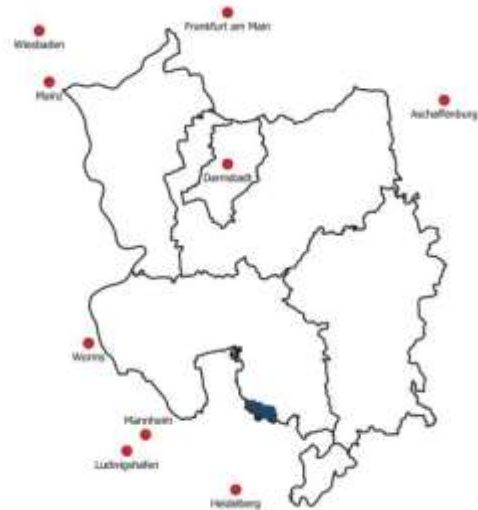 Frankfurt am Main
Wiesbaden
Mainz
Aschaffenburg
Darmstadt
Worms
Mannheim
Ludwigshafen
Heidelberg